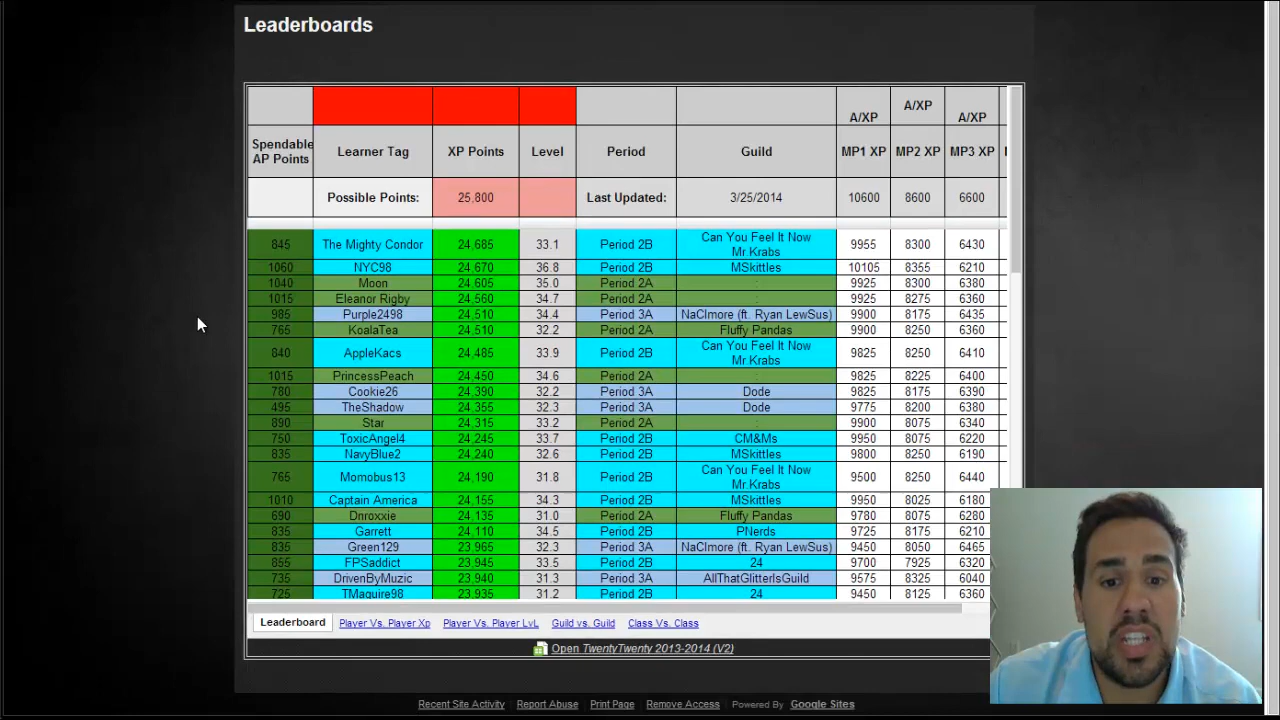 Leaderboards
A/XP A/XP A/XP
Spendable AP Points Learner Tag XP Points Level Period Guild MP1 XP MP2 XP MP3 XP
Possible Points: 25,800 Last Updated: 3/25/2014 10600 8600 6600
845 The Mighty Condor 24,685 33.1 Period 2B Can You Feel It Now Mr.Krabs 9955 8300 6430
1060 NYC98 24,670 36.8 Period 2B MSkittles 10105 8355 6210
1040 Moon 24,605 35.0 Period 2A : 9925 8300 6380
1015 Eleanor Rigby 24,560 34.7 Period 2A : 9925 8275 6360
985 Purple2498 24,510 34.4 Period 3A NaClmore (ft. Ryan LewSus) 9900 8175 6435
765 KoalaTea 24,510 32.2 Period 2A Fluffy Pandas 9900 8250 6360
840 AppleKacs 24,485 33.9 Period 2B Can You Feel It Now Mr.Krabs 9825 8250 6410
1015 PrincessPeach 24,450 34.6 Period 2A : 9825 8225 6400
780 Cookie26 24,390 32.2 Period 3A Dode 9825 8175 6390
495 TheShadow 24,355 32.3 Period 3A Dode 9775 8200 6380
890 Star 24,315 33.2 Period 2A : 9900 8075 6340
750 ToxicAngel4 24,245 33.7 Period 2B CM&Ms 9950 8075 6220
835 NavyBlue2 24,240 32.6 Period 2B MSkittles 9800 8250 6190
765 Momobus13 24,190 31.8 Period 2B Can You Feel It Now Mr.Krabs 9500 8250 6440
1010 Captain America 24,155 34.3 Period 2B MSkittles 9950 8025 6180
690 Dnroxxie 24,135 31.0 Period 2A Fluffy Pandas 9780 8075 6280
835 Garrett 24,110 34.5 Period 2B PNerds 9725 8175 6210
835 Green129 23,965 32.3 Period 3A NaClmore (ft. Ryan LewSus) 9450 8050 6465
855 FPSaddict 23,945 33.5 Period 2B 24 9700 7925 6320
735 DrivenByMuzic 23,940 31.3 Period 3A AllThatGlitterIsGuild 9575 8325 6040
725 TMaguire98 23,935 31.2 Period 2B 24 9450 8125 6360
Leaderboard Player Vs. Player Xp Player Vs. Player LvL Guild vs. Guild Class Vs. Class
Open TwentyTwenty 2013-2014 (V2)
Recent Site Activity Report Abuse Print Page Remove Access Powered By Google Sites